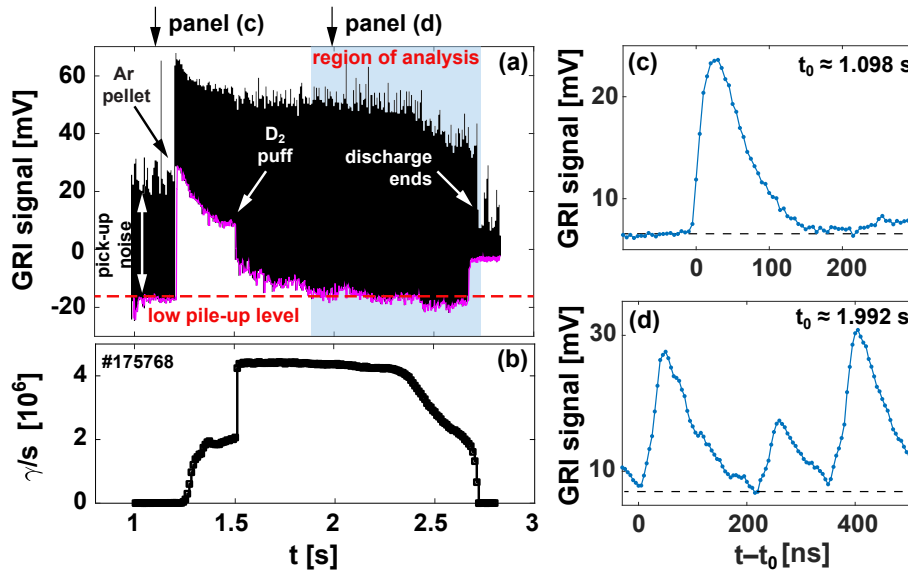 panel (c)
panel (d)
GRI signal [mV]
60
40
20
0
-20
Ar
pellet
pick-up
noise
region of analysis
(a)
D2
puff
discharge
ends
low pile-up level
γ/s [10⁶]
4
2
0
#175768
(b)
1
1.5
2
2.5
3
t [s]
(c)
t₀ ≈ 1.098 s
GRI signal [mV]
20
10
0
100
200
(d)
t₀ ≈ 1.992 s
GRI signal [mV]
30
10
0
200
400
t−t₀ [ns]